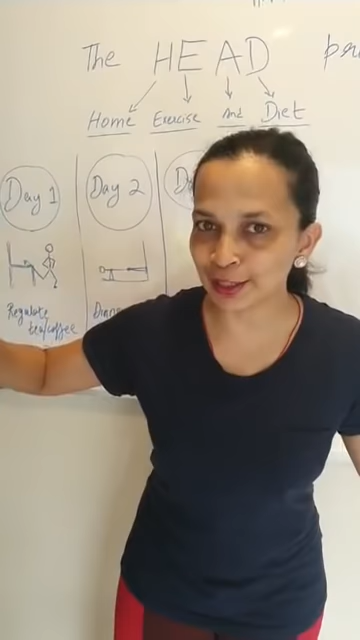 The HEAD
Home Exercise And Diet
Day 1 Day 2
Regulate
tea/coffee